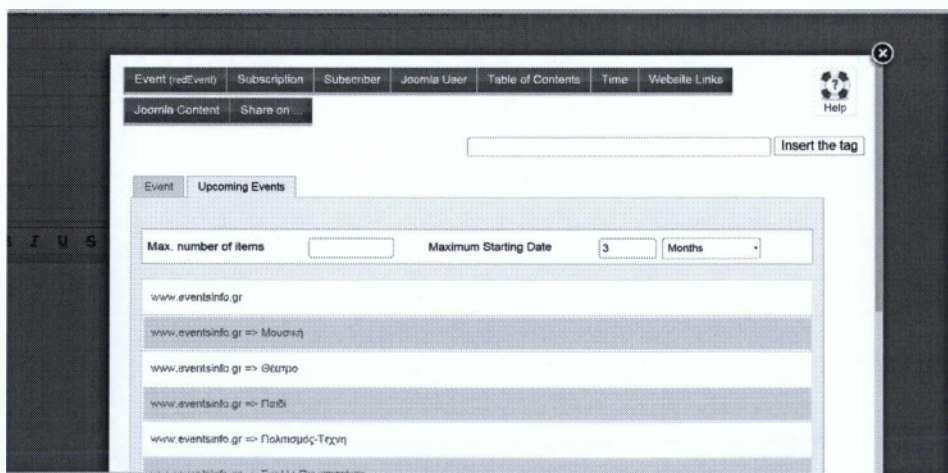 Event (redEvent) Subscription Subscriber Joomla User Table of Contents Time Website Links
Joomla Content Share on ...
Help
Insert the tag
Event Upcoming Events
I U S
Max. number of items Maximum Starting Date 3 Months
www.eventsinfo.gr
www.eventsinfo.gr => Μουσική
www.eventsinfo.gr => Θέατρο
www.eventsinfo.gr => Παιδί
www.eventsinfo.gr => Πολιτισμός-Τέχνη